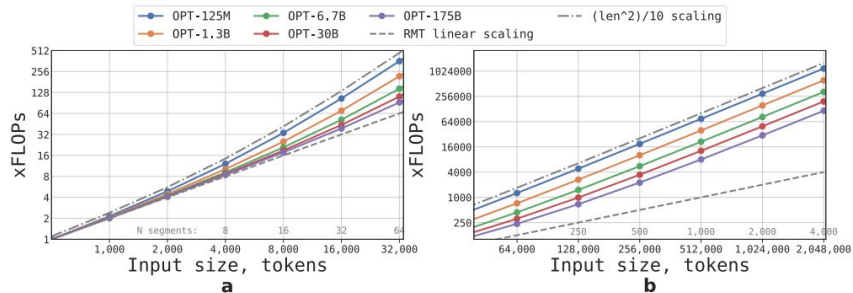 OPT-125M OPT-6.7B OPT-175B (len^2)/10 scaling
OPT-1.3B OPT-30B RMT linear scaling
xFLOPs
512
256
128
64
32
16
8
4
2
1
N segments: 8 16 32 64
1,000 2,000 4,000 8,000 16,000 32,000
Input size, tokens
a
xFLOPs
1024000
256000
64000
16000
4000
1000
250
250 500 1,000 2,000 4,000
64,000 128,000 256,000 512,000 1,024,000 2,048,000
Input size, tokens
b